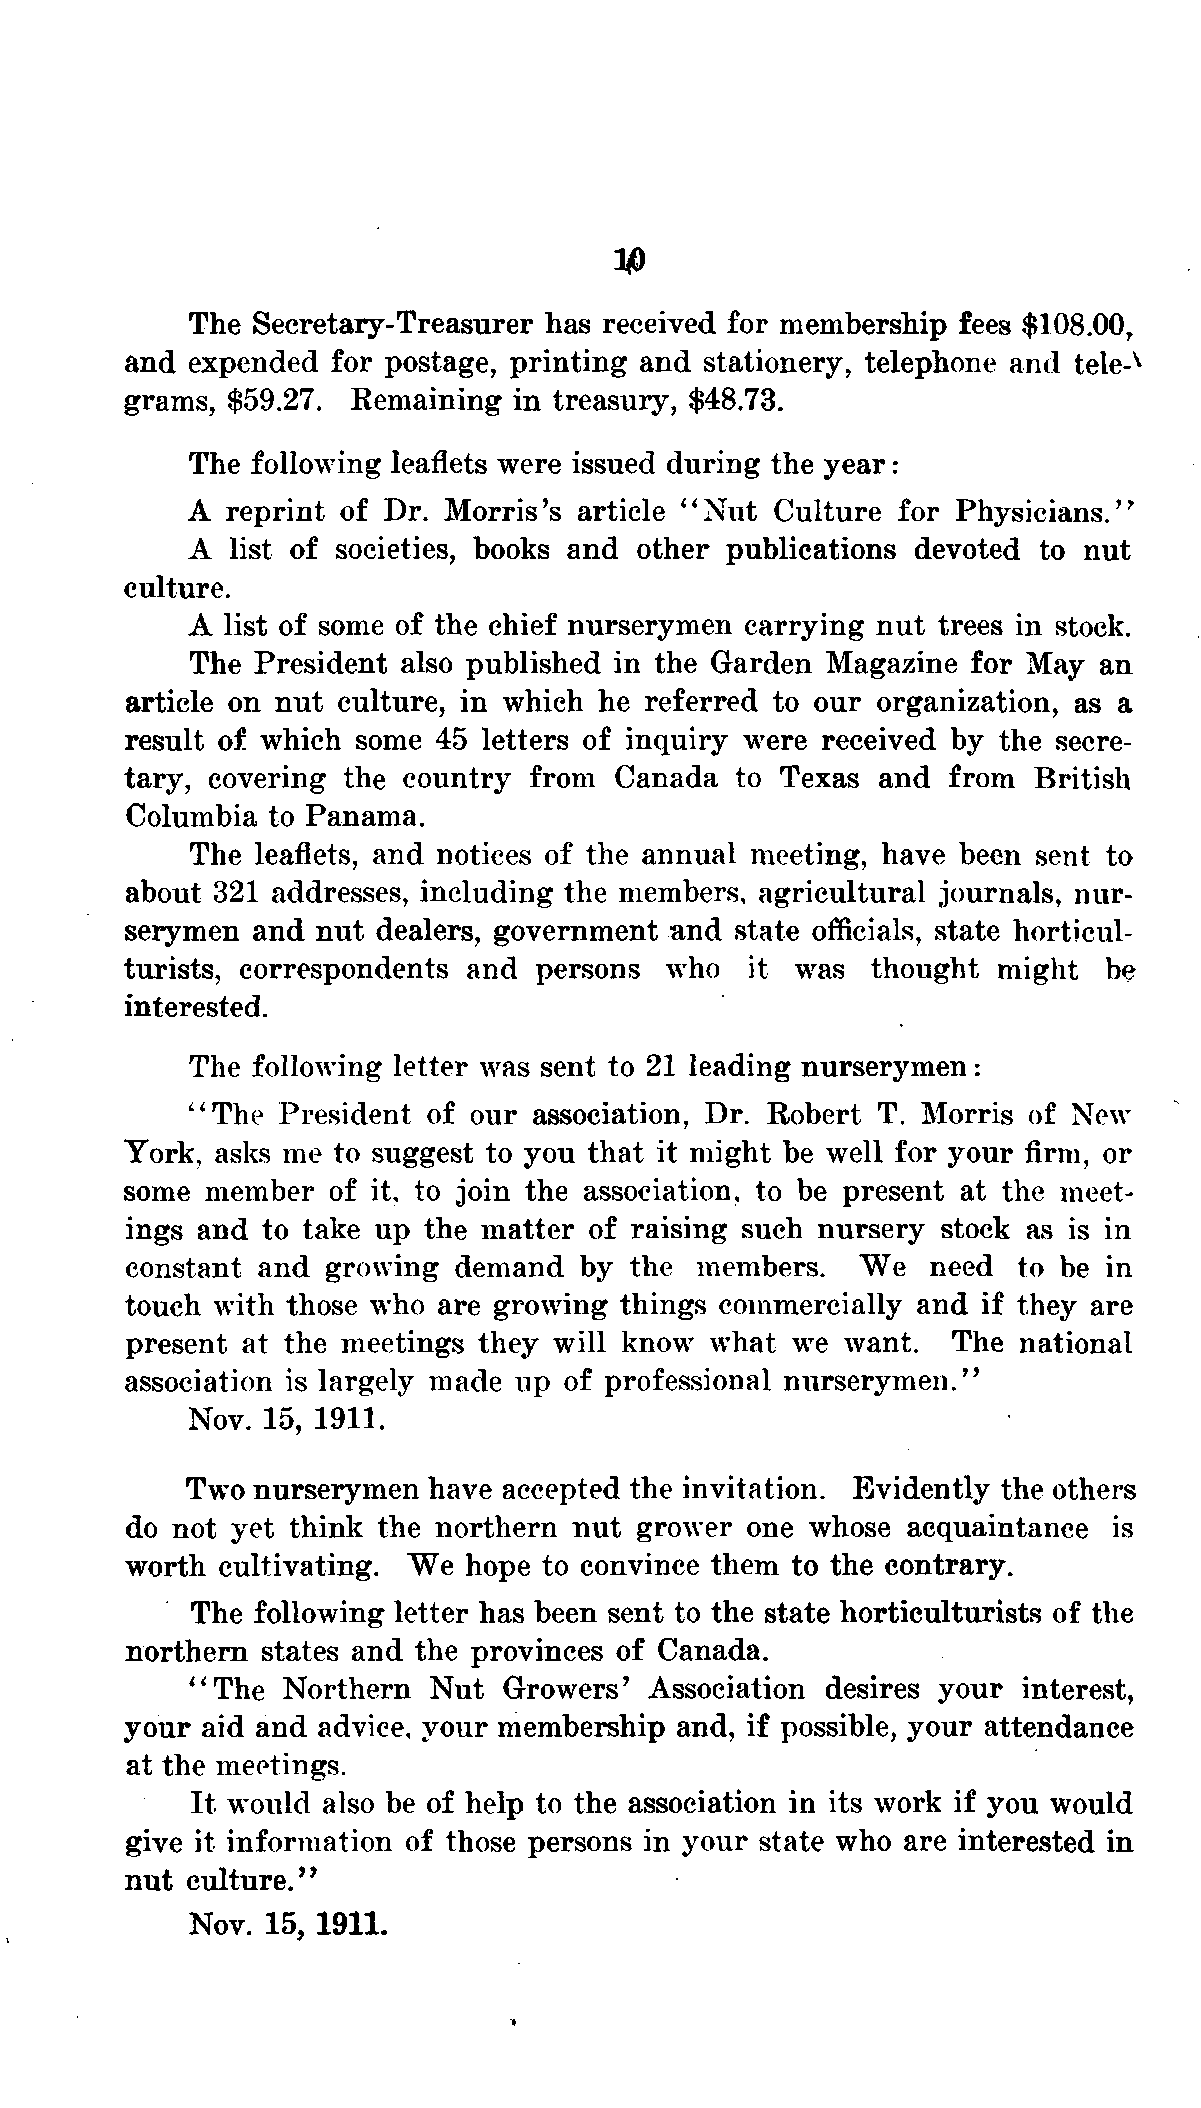 10
The Secretary-Treasurer has received for membership fees $108.00,
and expended for postage, printing and stationery, telephone and tele-
grams, $59.27. Remaining in treasury, $48.73.
The following leaflets were issued during the year:
A reprint of Dr. Morris's article "Nut Culture for Physicians."
A list of societies, books and other publications devoted to nut
culture.
A list of some of the chief nurserymen carrying nut trees in stock.
The President also published in the Garden Magazine for May an
article on nut culture, in which he referred to our organization, as a
result of which some 45 letters of inquiry were received by the secre-
tary, covering the country from Canada to Texas and from British
Columbia to Panama.
The leaflets, and notices of the annual meeting, have been sent to
about 321 addresses, including the members, agricultural journals, nur-
serymen and nut dealers, government and state officials, state horticul-
turists, correspondents and persons who it was thought might be
interested.
The following letter was sent to 21 leading nurserymen:
"The President of our association, Dr. Robert T. Morris of New
York, asks me to suggest to you that it might be well for your firm, or
some member of it, to join the association, to be present at the meet-
ings and to take up the matter of raising such nursery stock as is in
constant and growing demand by the members. We need to be in
touch with those who are growing things commercially and if they are
present at the meetings they will know what we want. The national
association is largely made up of professional nurserymen."
Nov. 15, 1911.
Two nurserymen have accepted the invitation. Evidently the others
do not yet think the northern nut grower one whose acquaintance is
worth cultivating. We hope to convince them to the contrary.
The following letter has been sent to the state horticulturists of the
northern states and the provinces of Canada.
"The Northern Nut Growers' Association desires your interest,
your aid and advice, your membership and, if possible, your attendance
at the meetings.
It would also be of help to the association in its work if you would
give it information of those persons in your state who are interested in
nut culture."
Nov. 15, 1911.